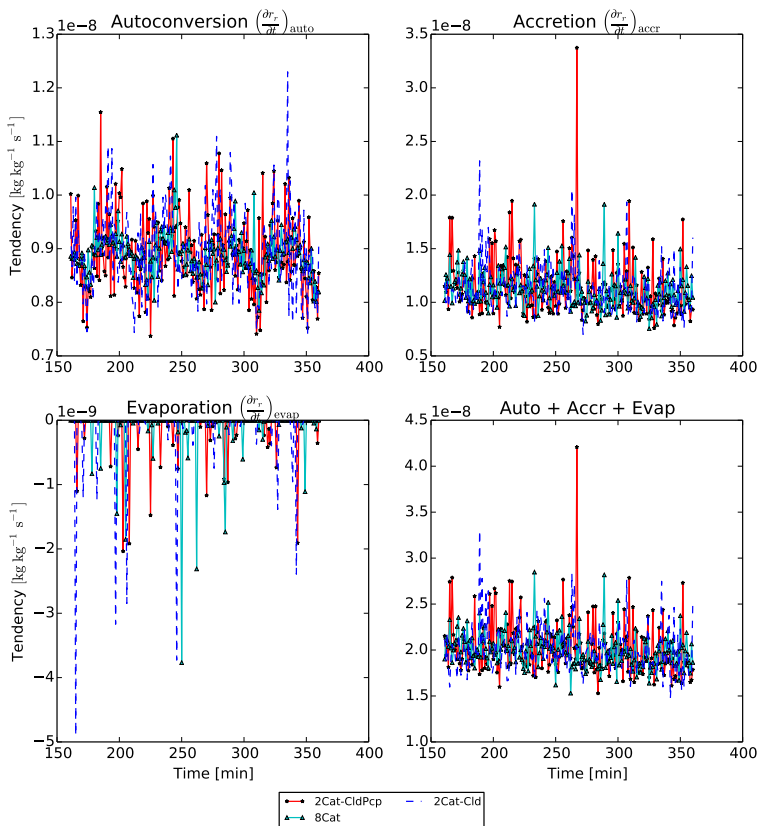 Autoconversion (∂r_r/∂t)_auto
1e−8
1.3
1.2
1.1
1.0
0.9
0.8
0.7
150 200 250 300 350 400
Tendency [kg kg⁻¹ s⁻¹]
Accretion (∂r_r/∂t)_accr
1e−8
3.5
3.0
2.5
2.0
1.5
1.0
0.5
150 200 250 300 350 400
Evaporation (∂r_r/∂t)_evap
1e−9
0
−1
−2
−3
−4
−5
150 200 250 300 350 400
Tendency [kg kg⁻¹ s⁻¹]
Time [min]
Auto + Accr + Evap
1e−8
4.5
4.0
3.5
3.0
2.5
2.0
1.5
1.0
150 200 250 300 350 400
Time [min]
2Cat-CldPcp 2Cat-Cld
8Cat